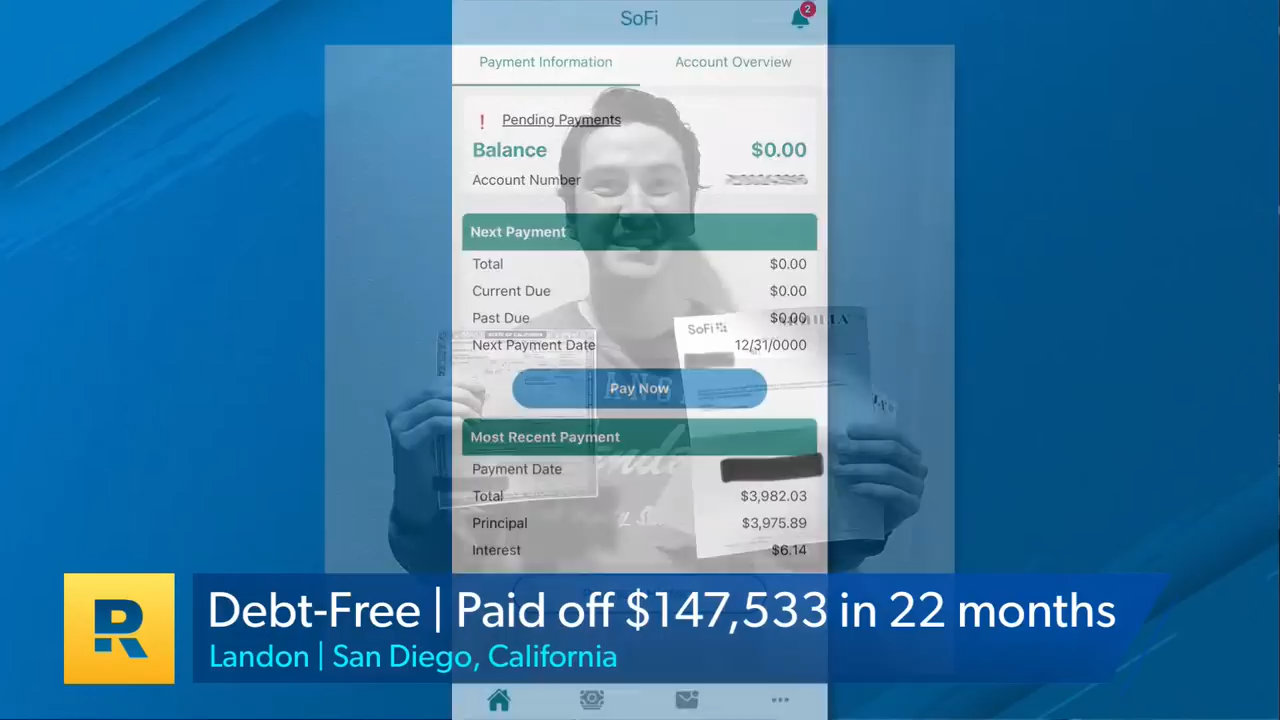 SoFi
2
Payment Information Account Overview
! Pending Payments
Balance $0.00
Account Number
Next Payment
Total $0.00
Current Due $0.00
Past Due $0.00
SoFi
Next Payment Date 12/31/0000
Pay Now
Most Recent Payment
Payment Date
Total $3,982.03
Principal $3,975.89
Interest $6.14
R Debt-Free | Paid off $147,533 in 22 months
Landon | San Diego, California